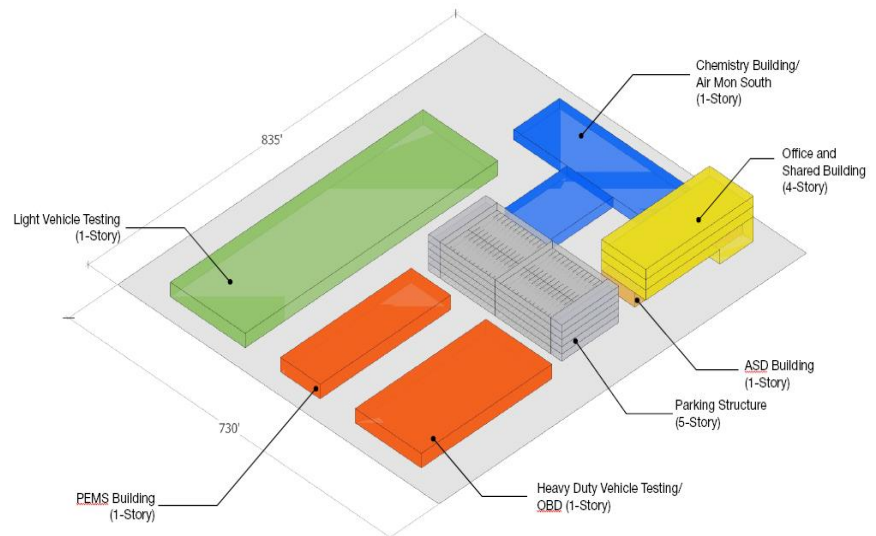 Chemistry Building/
Air Mon South
(1-Story)
835'
Office and
Shared Building
(4-Story)
Light Vehicle Testing
(1-Story)
ASD Building
(1-Story)
Parking Structure
(5-Story)
730'
PEMS Building
(1-Story)
Heavy Duty Vehicle Testing/
OBD (1-Story)